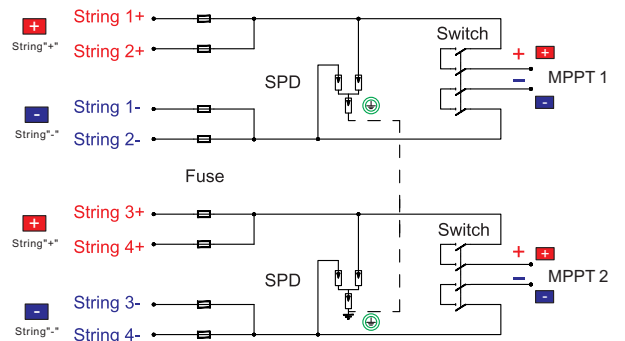 +
String"+"
String 1+
String 2+
Switch
+ +
MPPT 1
− -
SPD
-
String"-"
String 1-
String 2-
Fuse
+
String"+"
String 3+
String 4+
Switch
+ +
MPPT 2
− -
SPD
-
String"-"
String 3-
String 4-